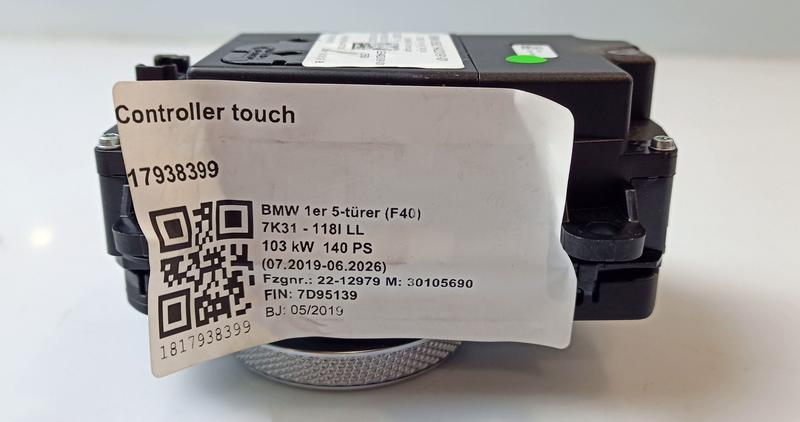 Controller touch
17938399
BMW 1er 5-türer (F40)
7K31 - 118I LL
103 kW 140 PS
(07.2019-06.2026)
Fzgnr.: 22-12979 M: 30105690
FIN: 7D95139
BJ: 05/2019
1817938399